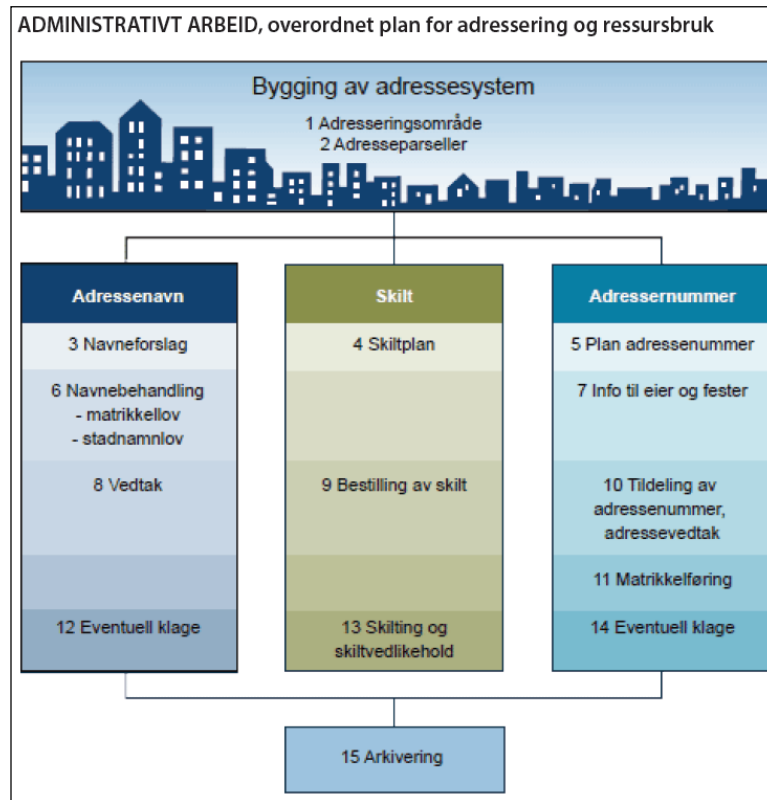 ADMINISTRATIVT ARBEID, overordnet plan for adressering og ressursbruk
Bygging av adressesystem
1 Adresseringsområde
2 Adresseparseller
Adressenavn
3 Navneforslag
6 Navnebehandling
- matrikkellov
- stadnamnlov
8 Vedtak
12 Eventuell klage
Skilt
4 Skiltplan
9 Bestilling av skilt
13 Skilting og
skiltvedlikehold
Adressernummer
5 Plan adressenummer
7 Info til eier og fester
10 Tildeling av
adressenummer,
adressevedtak
11 Matrikkelføring
14 Eventuell klage
15 Arkivering